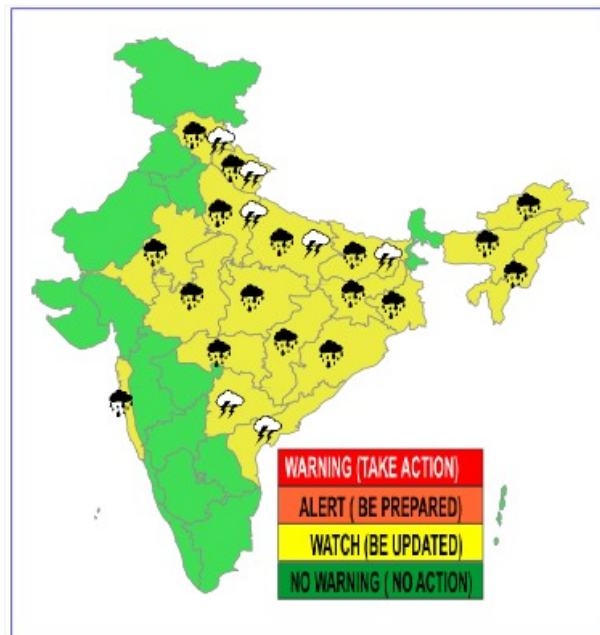 WARNING (TAKE ACTION)
ALERT ( BE PREPARED)
WATCH (BE UPDATED)
NO WARNING ( NO ACTION)